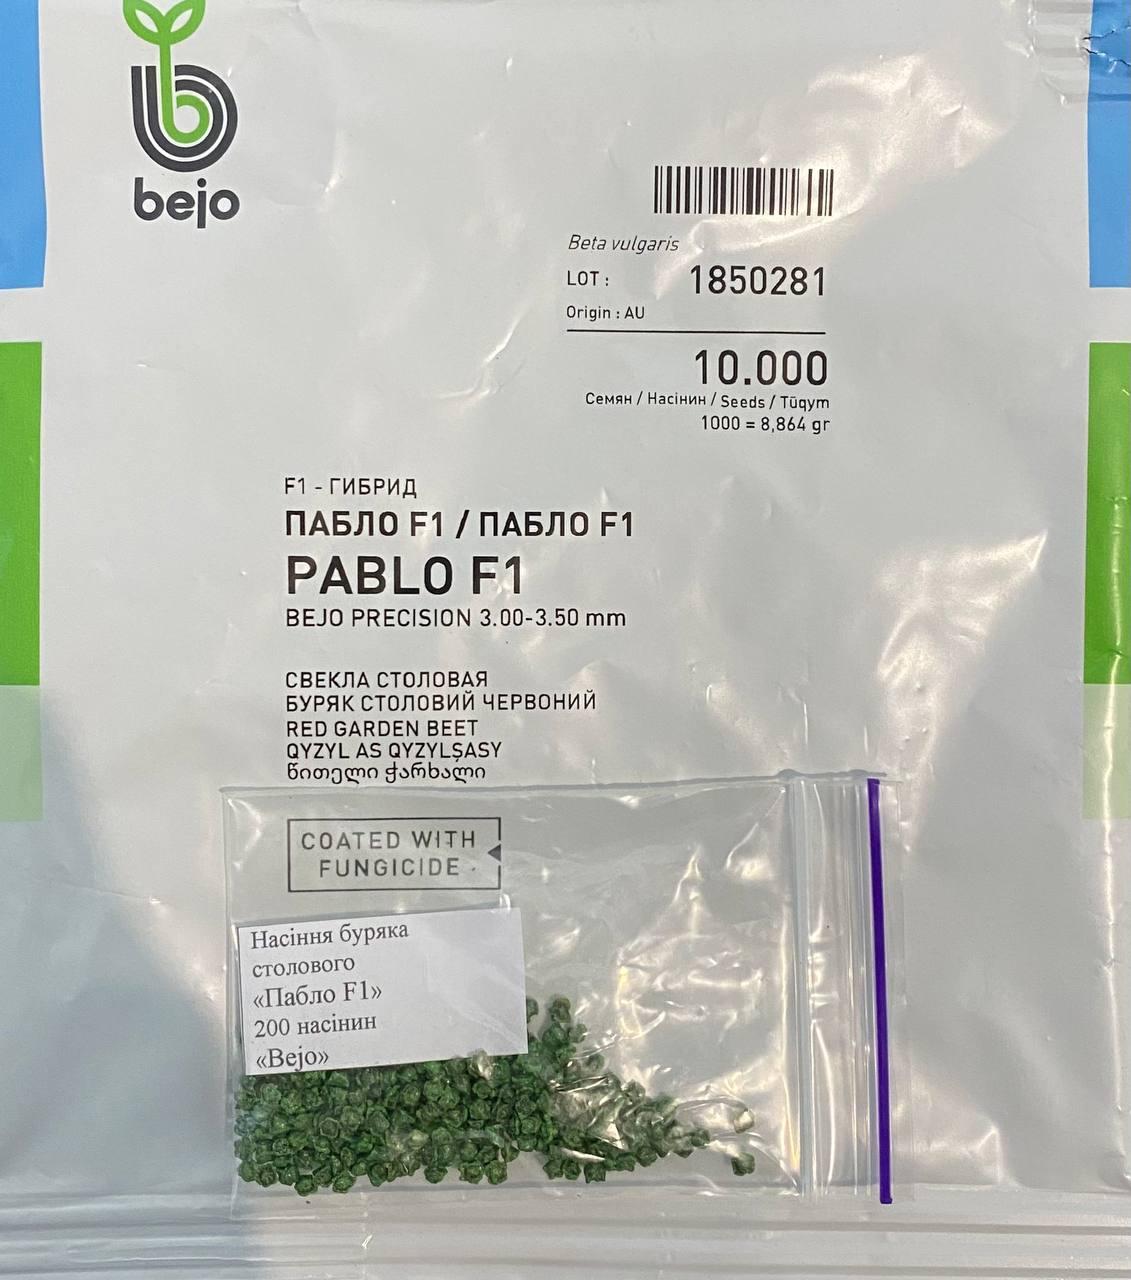 bejo
Beta vulgaris
LOT : 1850281
Origin : AU
10.000
Семян / Насінин / Seeds / Tūqym
1000 = 8,864 gr
F1 - ГИБРИД
ПАБЛО F1 / ПАБЛО F1
PABLO F1
BEJO PRECISION 3.00-3.50 mm
СВЕКЛА СТОЛОВАЯ
БУРЯК СТОЛОВИЙ ЧЕРВОНИЙ
RED GARDEN BEET
QYZYL AS QYZYLŞASY
წითელი ჭარხალი
COATED WITH
FUNGICIDE
Насіння буряка
столового
«Пабло F1»
200 насінин
«Bejo»